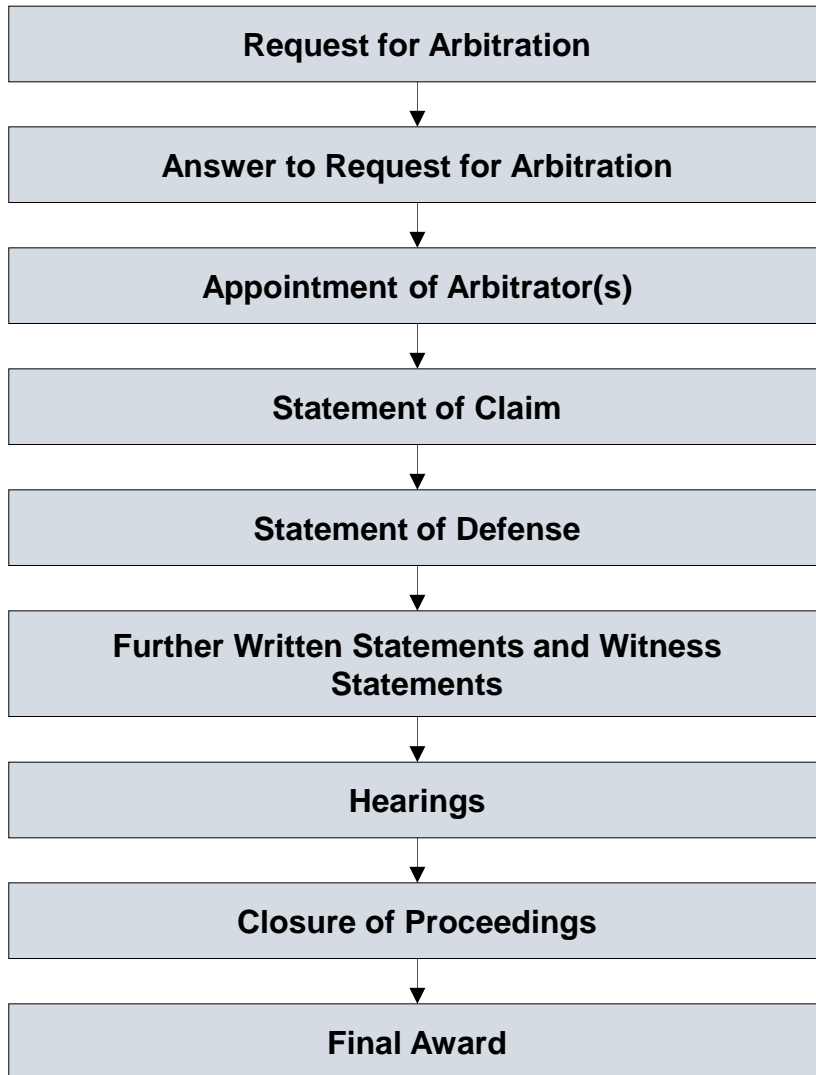 Request for Arbitration
Answer to Request for Arbitration
Appointment of Arbitrator(s)
Statement of Claim
Statement of Defense
Further Written Statements and Witness
Statements
Hearings
Closure of Proceedings
Final Award